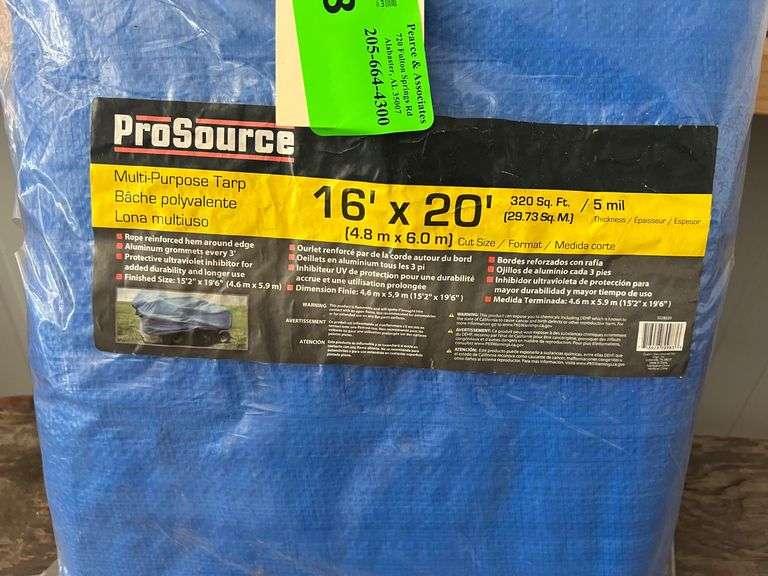 Pearce & Associates
720 Fulton Springs Rd
Alabaster, AL 35007
205-664-4300
ProSource
Multi-Purpose Tarp
Bâche polyvalente
Lona multiuso
16' x 20'
(4.8 m x 6.0 m) Cut Size / Format / Medida corte
320 Sq. Ft.
(29.73 Sq. M.)
/ 5 mil
Thickness / Épaisseur / Espesor
Rope reinforced hem around edge
Aluminum grommets every 3'
Protective ultraviolet inhibitor for
added durability and longer use
Finished Size: 15'2" x 19'6" (4.6 m x 5.9 m)
Ourlet renforcé par de la corde autour du bord
Oeillets en aluminium tous les 3 pi
Inhibiteur UV de protection pour une durabilité
accrue et une utilisation prolongée
Dimension Finie: 4.6 m x 5.9 m (15'2" x 19'6")
Bordes reforzados con rafia
Ojillos de aluminio cada 3 pies
Inhibidor ultravioleta de protección para
mayor durabilidad y mayor tiempo de uso
Medida Terminada: 4.6 m x 5.9 m (15'2" x 19'6")
WARNING
AVERTISSEMENT
ATENCIÓN
WARNING:
AVERTISSEMENT:
ATENCIÓN: